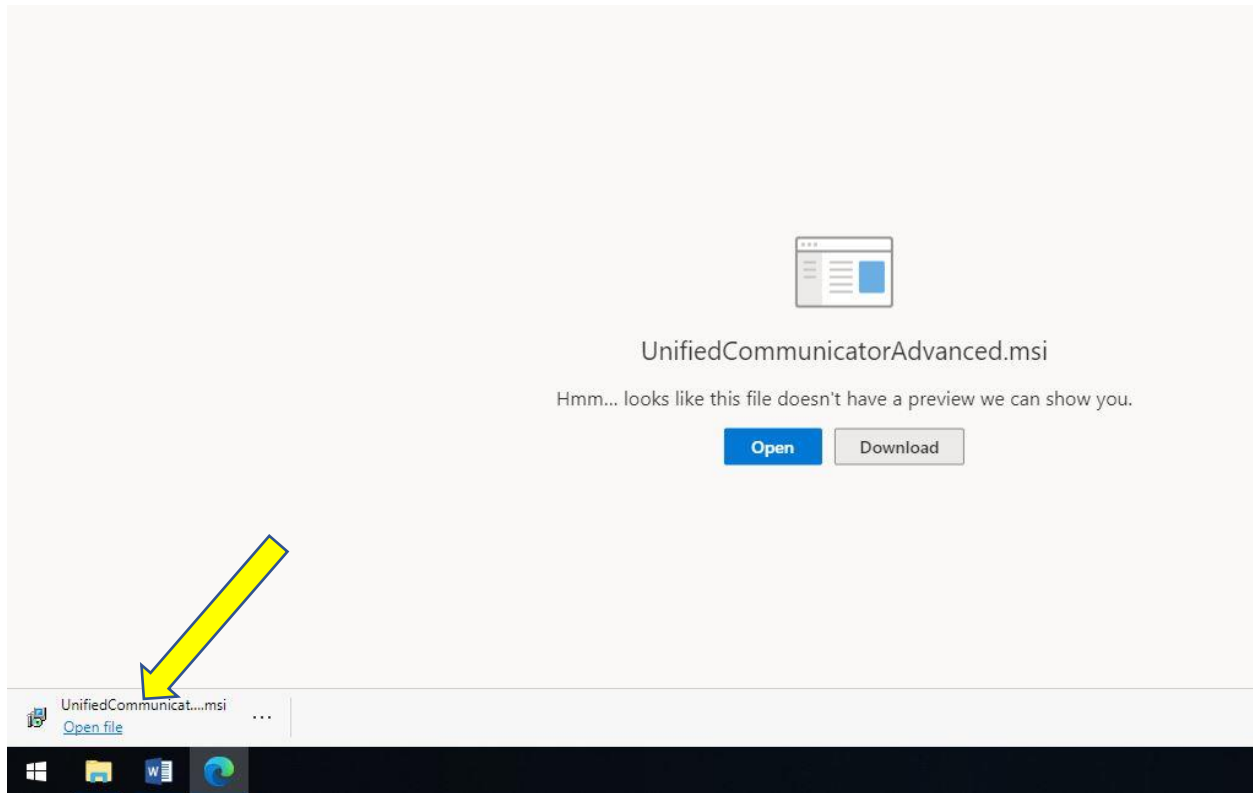 UnifiedCommunicatorAdvanced.msi
Hmm... looks like this file doesn't have a preview we can show you.
Open Download
UnifiedCommunicat....msi
...
Open file